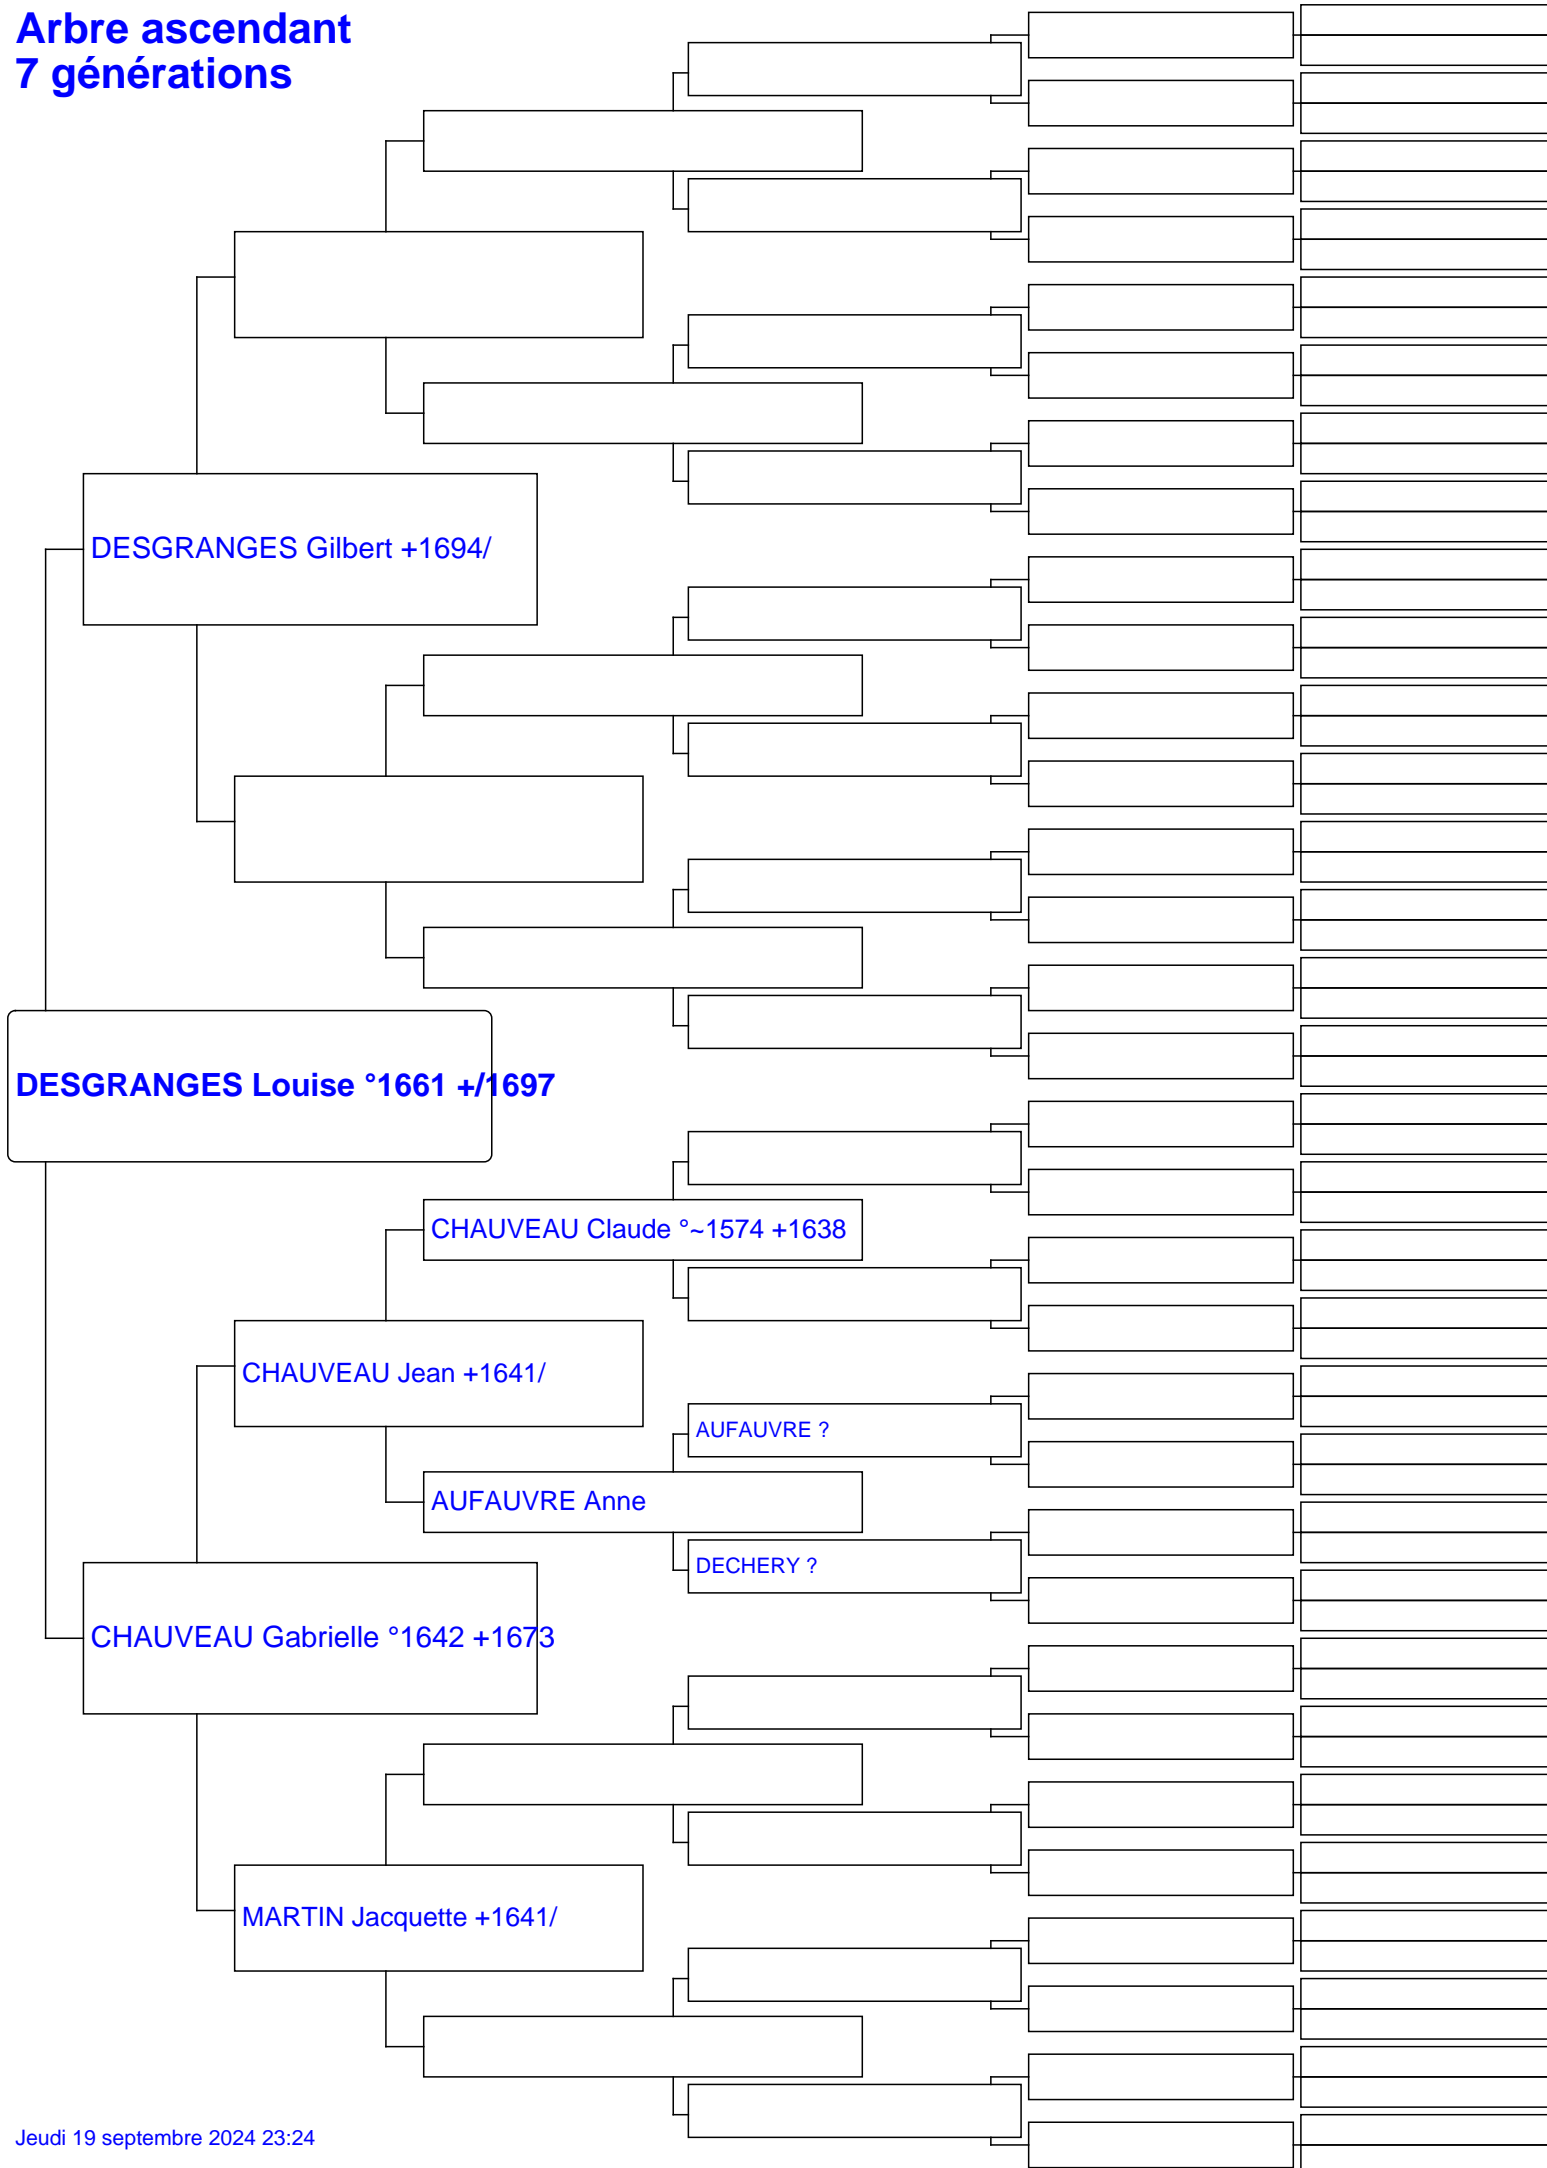 Arbre ascendant
7 générations
DESGRANGES Gilbert +1694/
DESGRANGES Louise °1661 +/1697
CHAUVEAU Claude °~1574 +1638
CHAUVEAU Jean +1641/
AUFAUVRE ?
AUFAUVRE Anne
DECHERY ?
CHAUVEAU Gabrielle °1642 +1673
MARTIN Jacquette +1641/
Jeudi 19 septembre 2024 23:24